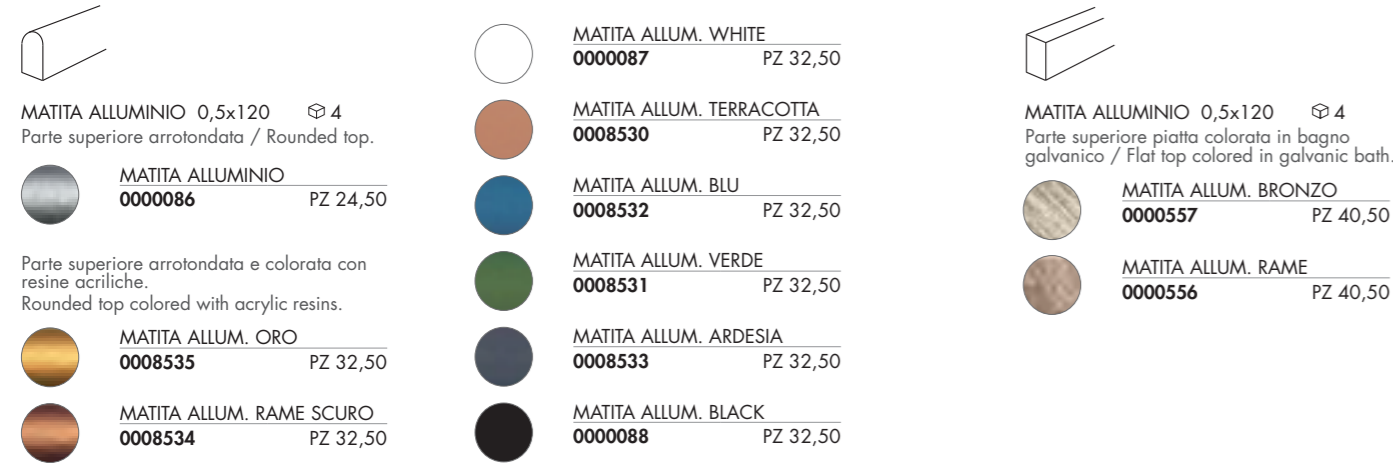 MATITA ALLUMINIO 0,5x120 4
Parte superiore arrotondata / Rounded top.
MATITA ALLUMINIO
0000086 PZ 24,50
Parte superiore arrotondata e colorata con
resine acriliche.
Rounded top colored with acrylic resins.
MATITA ALLUM. ORO
0008535 PZ 32,50
MATITA ALLUM. RAME SCURO
0008534 PZ 32,50
MATITA ALLUM. WHITE
0000087 PZ 32,50
MATITA ALLUM. TERRACOTTA
0008530 PZ 32,50
MATITA ALLUM. BLU
0008532 PZ 32,50
MATITA ALLUM. VERDE
0008531 PZ 32,50
MATITA ALLUM. ARDESIA
0008533 PZ 32,50
MATITA ALLUM. BLACK
0000088 PZ 32,50
MATITA ALLUMINIO 0,5x120 4
Parte superiore piatta colorata in bagno
galvanico / Flat top colored in galvanic bath.
MATITA ALLUM. BRONZO
0000557 PZ 40,50
MATITA ALLUM. RAME
0000556 PZ 40,50